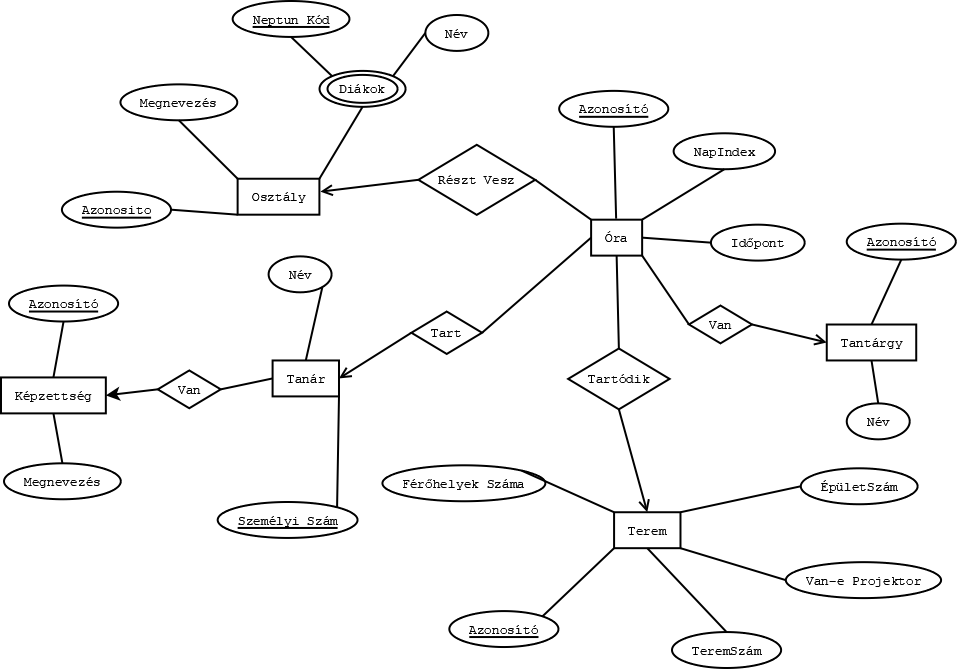 Neptun Kód
Név
Diákok
Megnevezés
Azonosító
NapIndex
Részt Vesz
Osztály
Azonosito
Óra
Időpont
Azonosító
Név
Azonosító
Tart
Van
Tantárgy
Tanár
Van
Képzettség
Tartódik
Név
Megnevezés
Férőhelyek Száma
ÉpületSzám
Személyi Szám
Terem
Van-e Projektor
Azonosító
TeremSzám